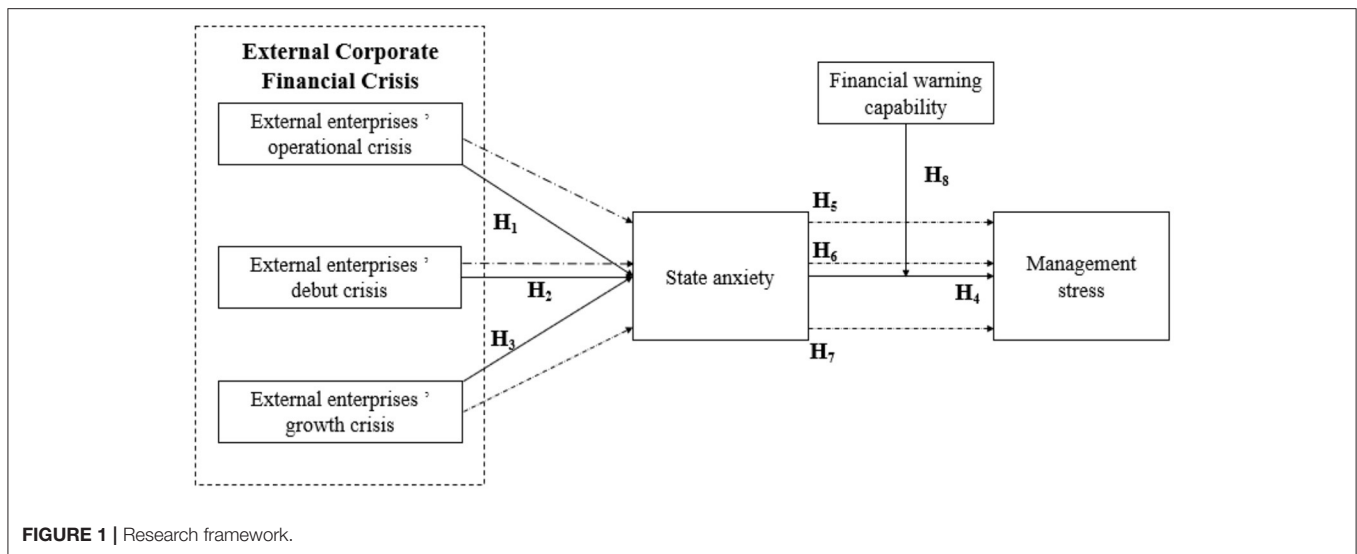 External Corporate
Financial Crisis
External enterprises ’
operational crisis
External enterprises ’
debut crisis
External enterprises ’
growth crisis
H1
H2
H3
State anxiety
Financial warning
capability
H8
H5
H6
H4
H7
Management
stress
FIGURE 1 | Research framework.